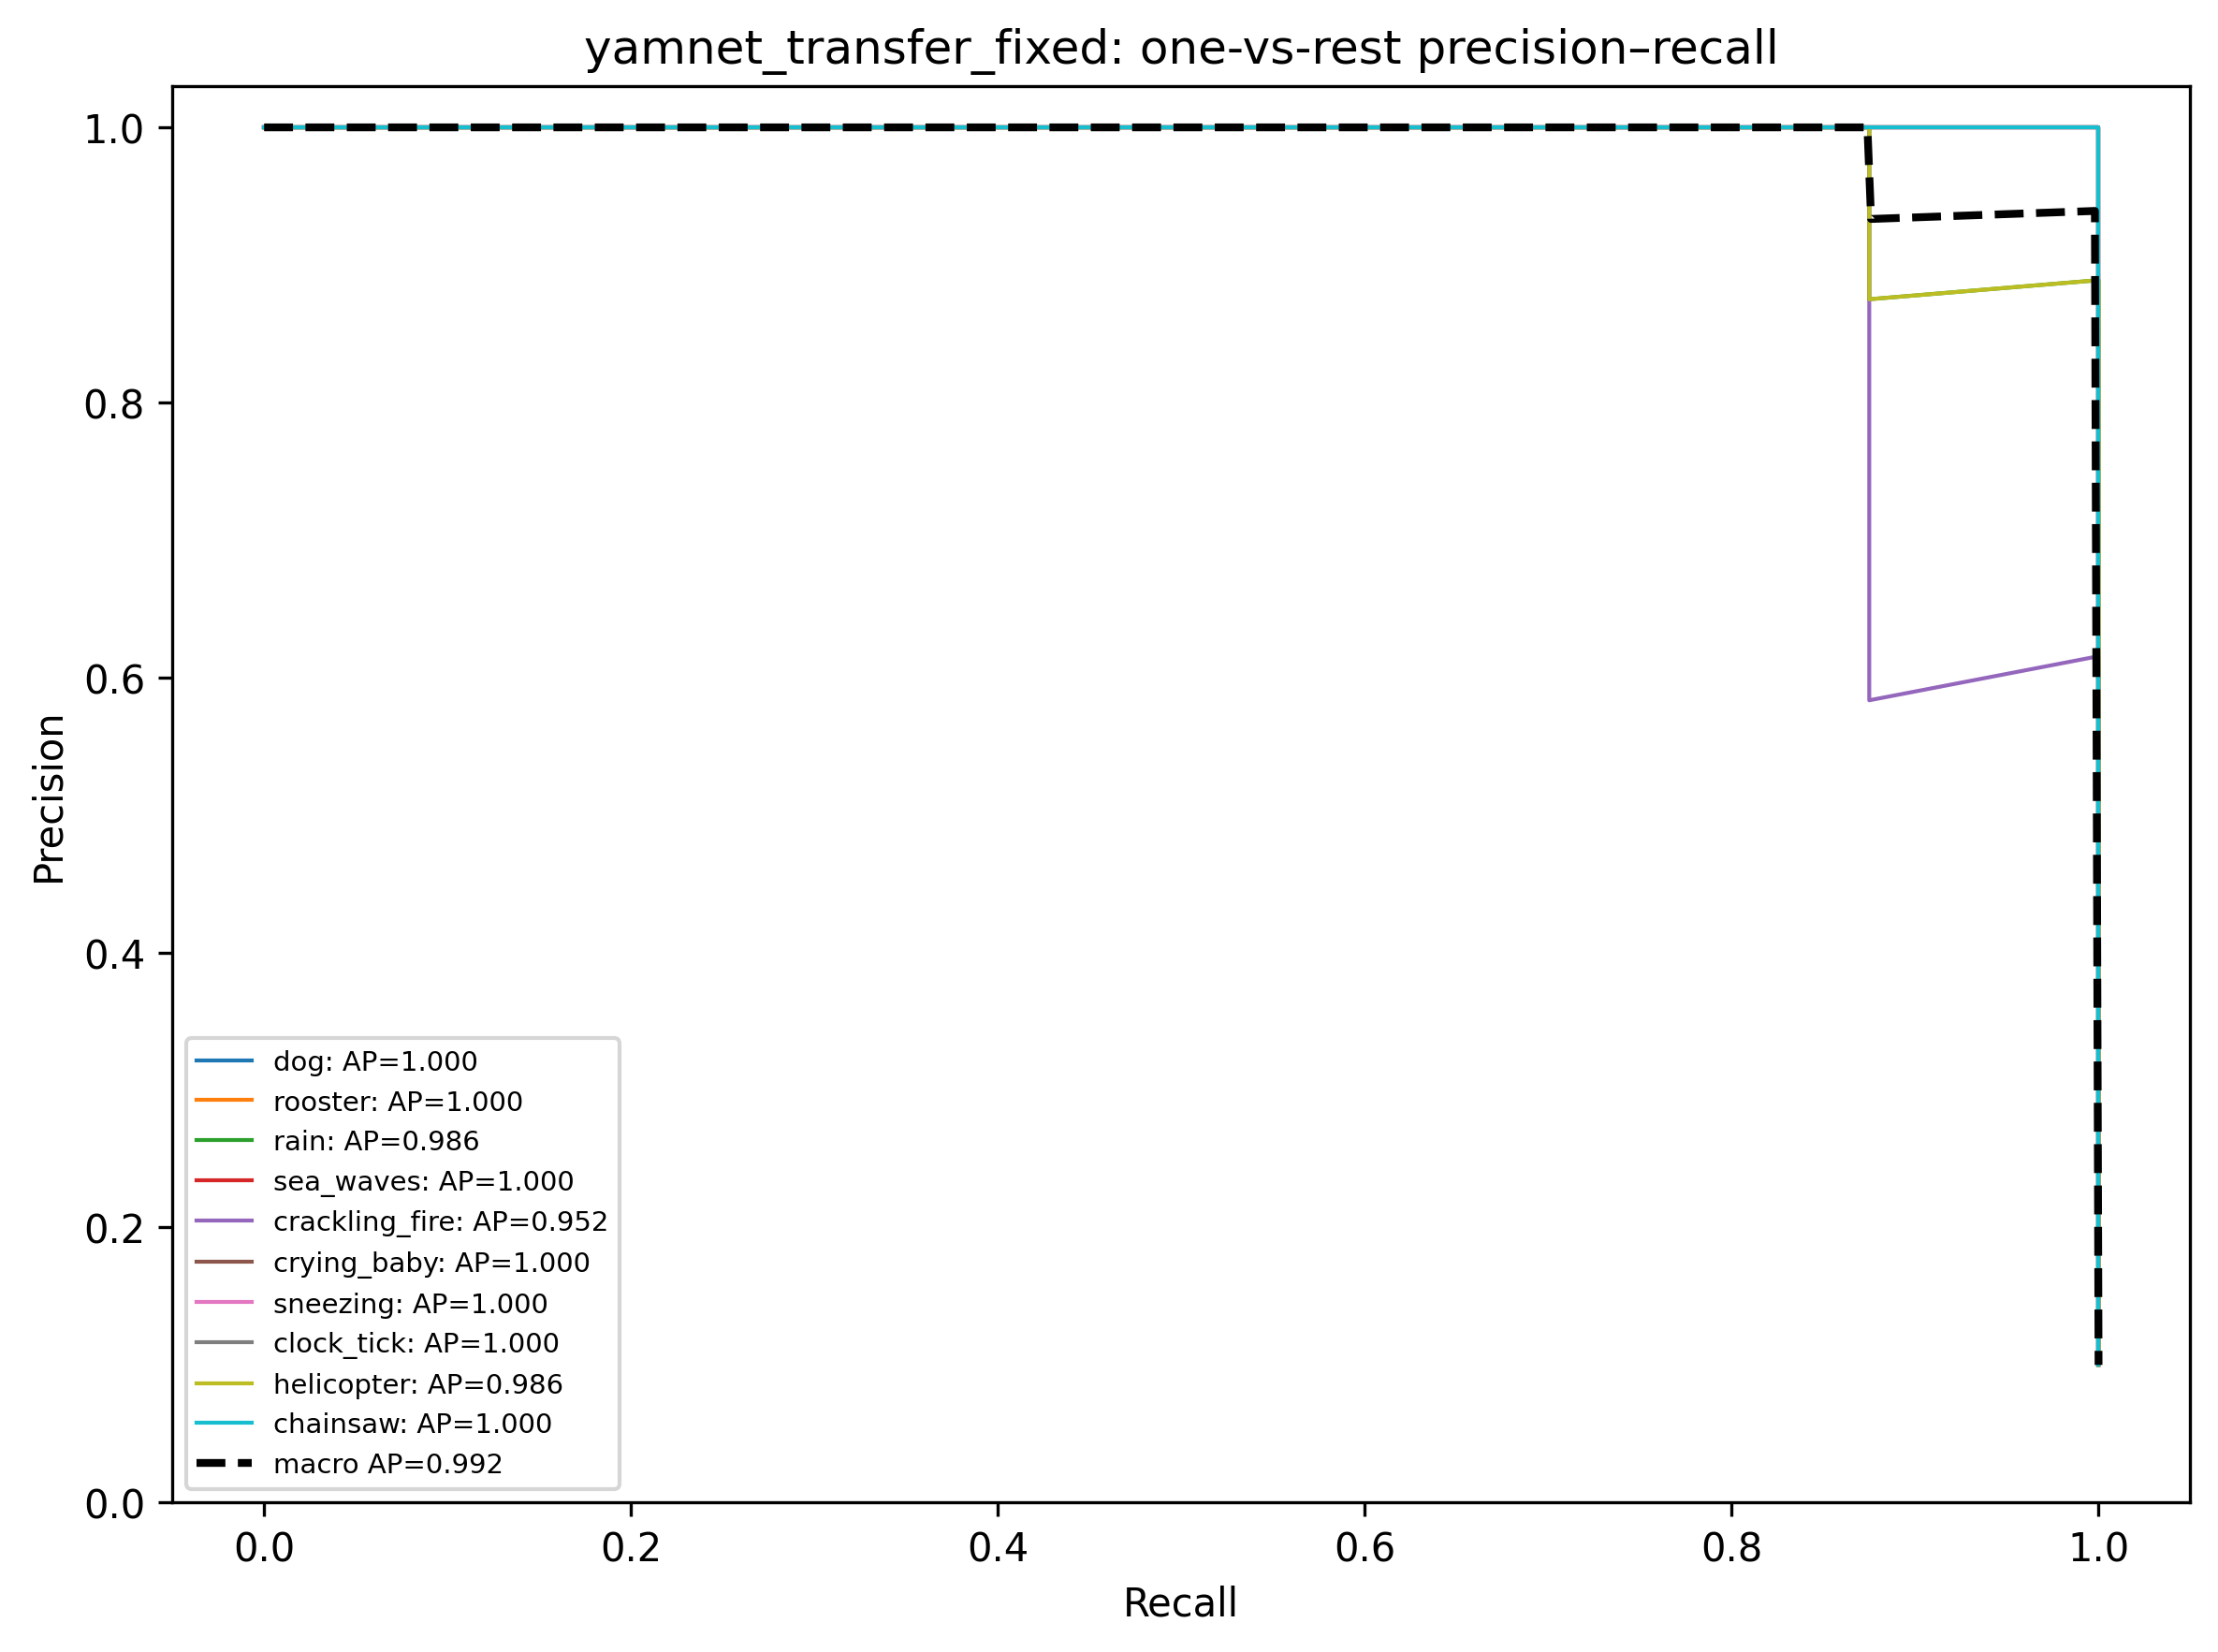 yamnet_transfer_fixed: one-vs-rest precision–recall
Precision
1.0
0.8
0.6
0.4
0.2
0.0
dog: AP=1.000
rooster: AP=1.000
rain: AP=0.986
sea_waves: AP=1.000
crackling_fire: AP=0.952
crying_baby: AP=1.000
sneezing: AP=1.000
clock_tick: AP=1.000
helicopter: AP=0.986
chainsaw: AP=1.000
macro AP=0.992
0.0 0.2 0.4 0.6 0.8 1.0
Recall